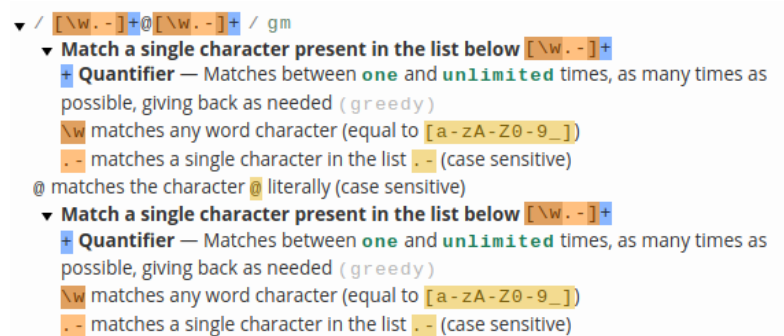 / [\w.-]+@[\w.-]+ / gm
Match a single character present in the list below [\w.-]+
+ Quantifier — Matches between one and unlimited times, as many times as
possible, giving back as needed (greedy)
\w matches any word character (equal to [a-zA-Z0-9_])
.- matches a single character in the list .- (case sensitive)
@ matches the character @ literally (case sensitive)
Match a single character present in the list below [\w.-]+
+ Quantifier — Matches between one and unlimited times, as many times as
possible, giving back as needed (greedy)
\w matches any word character (equal to [a-zA-Z0-9_])
.- matches a single character in the list .- (case sensitive)